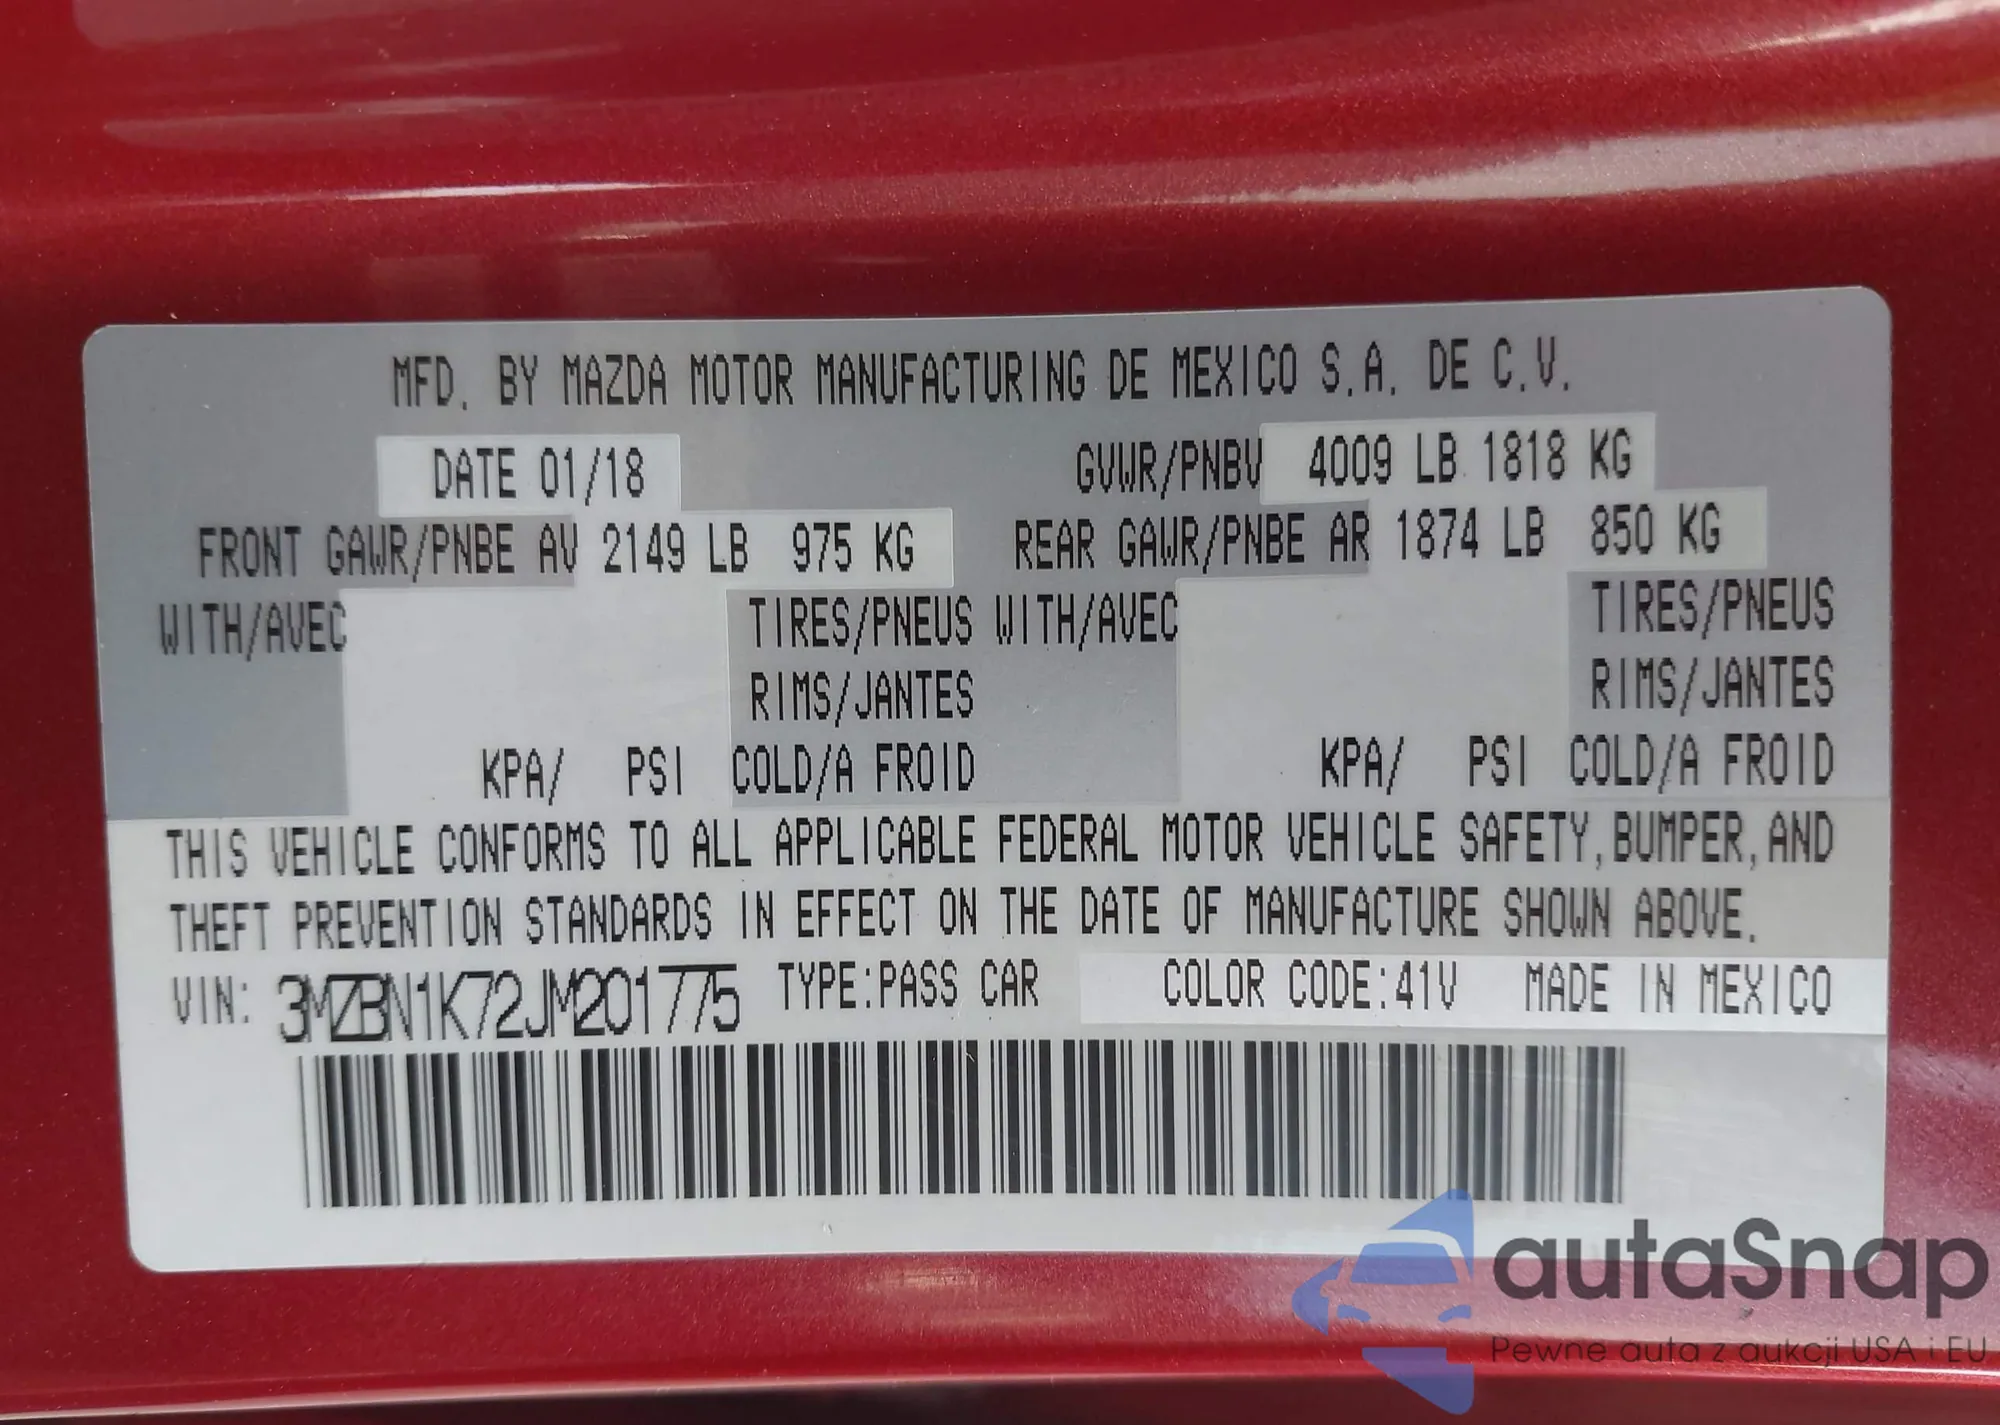 MFD. BY MAZDA MOTOR MANUFACTURING DE MEXICO S.A. DE C.V.
DATE 01/18 GVWR/PNBV 4009 LB 1818 KG
FRONT GAWR/PNBE AV 2149 LB 975 KG REAR GAWR/PNBE AR 1874 LB 850 KG
WITH/AVEC TIRES/PNEUS WITH/AVEC TIRES/PNEUS
RIMS/JANTES RIMS/JANTES
KPA/ PSI COLD/A FROID KPA/ PSI COLD/A FROID
THIS VEHICLE CONFORMS TO ALL APPLICABLE FEDERAL MOTOR VEHICLE SAFETY, BUMPER, AND
THEFT PREVENTION STANDARDS IN EFFECT ON THE DATE OF MANUFACTURE SHOWN ABOVE.
VIN: 3MZBN1K72JM201775 TYPE:PASS CAR COLOR CODE:41V MADE IN MEXICO
autaSnap
Pewne auta z aukcji USA i EU